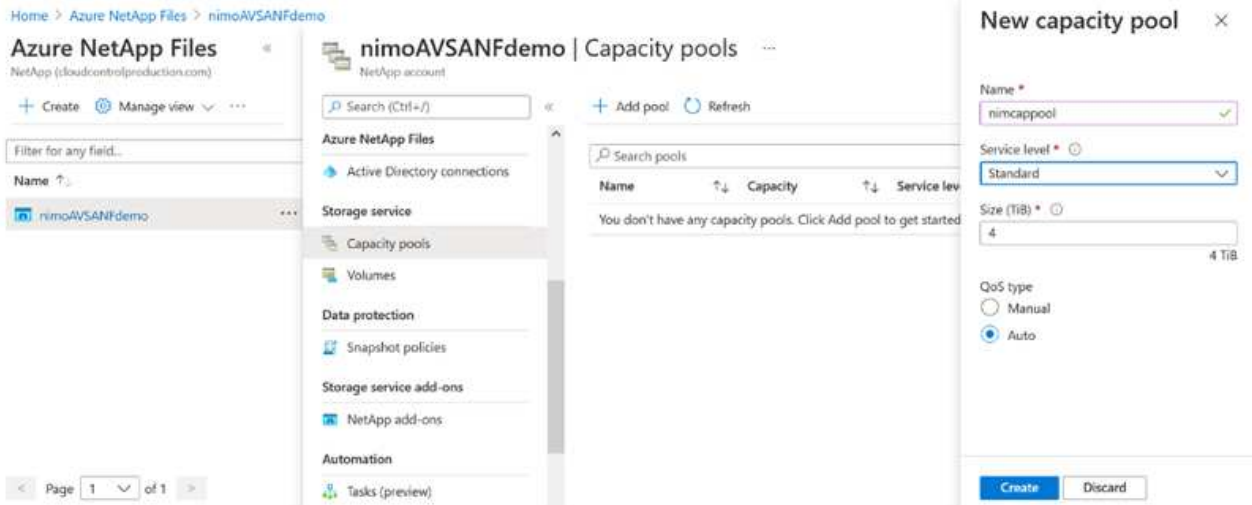 Home > Azure NetApp Files > nimoAVSANFdemo
Azure NetApp Files
NetApp (cloudcontrolproduction.com)
+ Create Manage view ...
Filter for any field...
Name
nimoAVSANFdemo ...
< Page 1 of 1 >
nimoAVSANFdemo | Capacity pools ...
NetApp account
Search (Ctrl+/)
Azure NetApp Files
Active Directory connections
Storage service
Capacity pools
Volumes
Data protection
Snapshot policies
Storage service add-ons
NetApp add-ons
Automation
Tasks (preview)
+ Add pool Refresh
Search pools
Name Capacity Service lev
You don't have any capacity pools. Click Add pool to get started
New capacity pool
Name *
nimcappool
Service level *
Standard
Size (TiB) *
4
4 TiB
QoS type
Manual
Auto
Create Discard